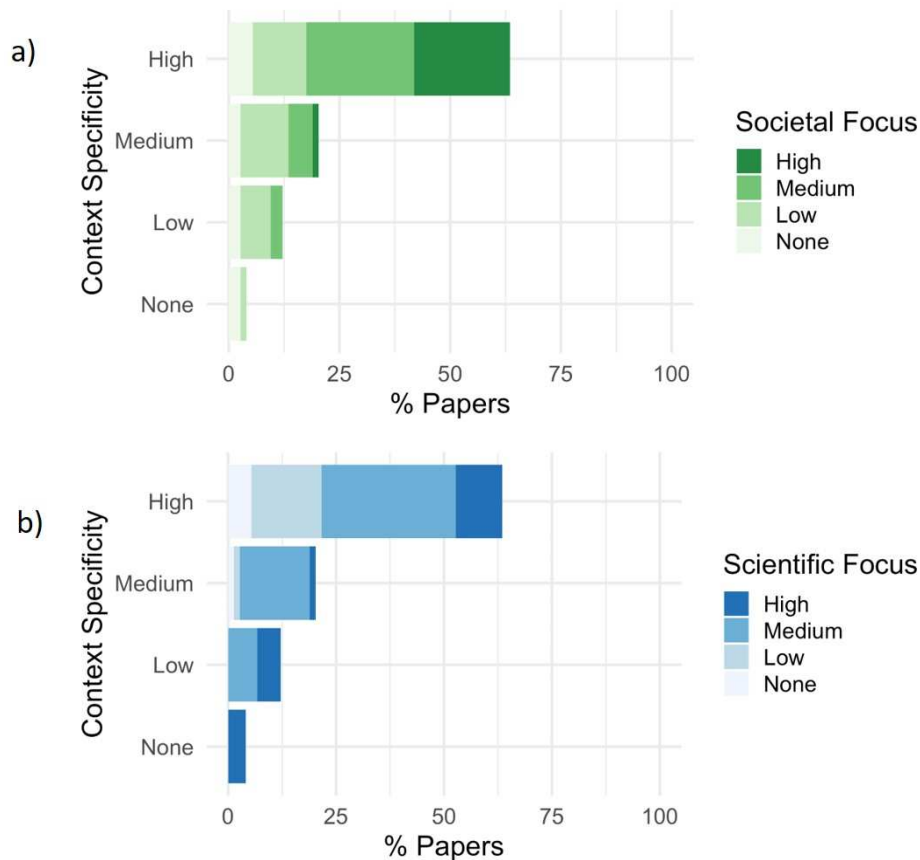 a)
Context Specificity
High
Medium
Low
None
0 25 50 75 100
% Papers
Societal Focus
High
Medium
Low
None
b)
Context Specificity
High
Medium
Low
None
0 25 50 75 100
% Papers
Scientific Focus
High
Medium
Low
None